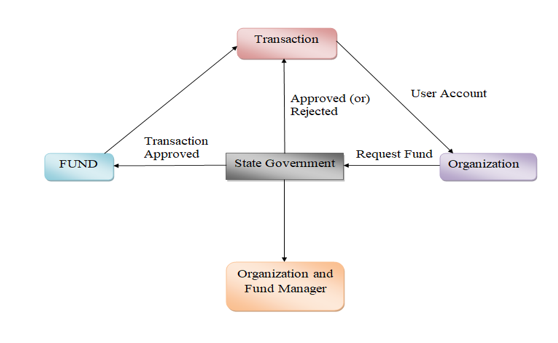 Transaction
User Account
Approved (or)
Rejected
Transaction
Approved
FUND
State Government
Request Fund
Organization
Organization and
Fund Manager